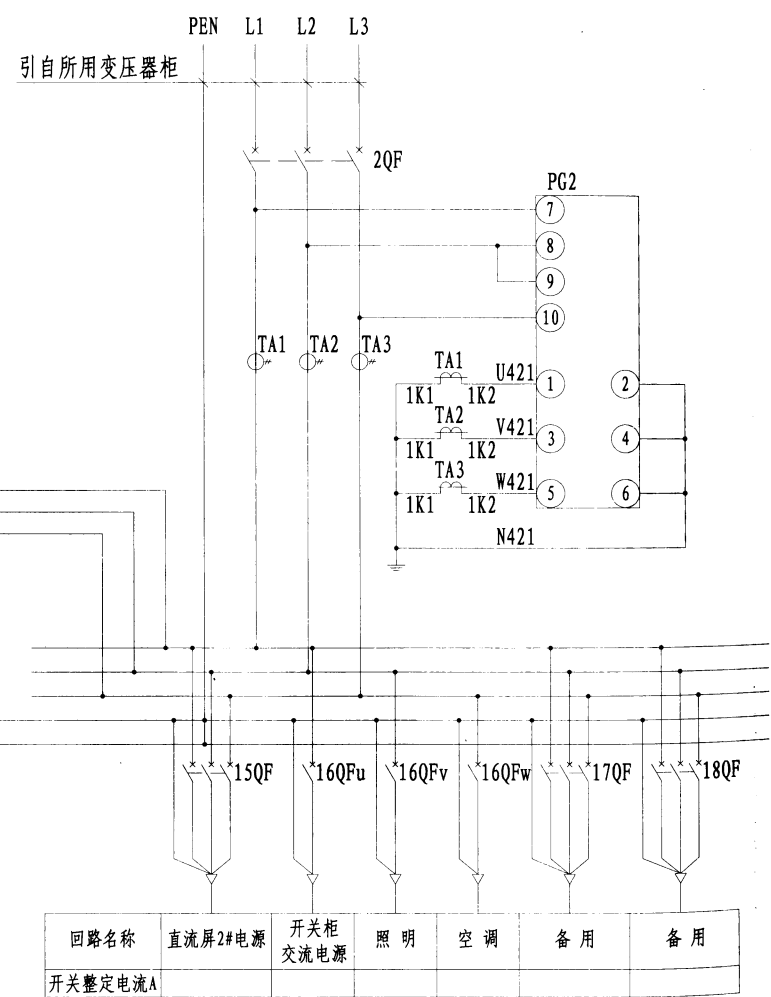 PEN L1 L2 L3
引自所用变压器柜
2QF
PG2
7
8
9
10
TA1 TA2 TA3
TA1 U421 1 2
1K1 1K2
TA2 V421 3 4
1K1 1K2
TA3 W421 5 6
1K1 1K2
N421
15QF 16QFu 16QFv 16QFw 17QF 18QF
回路名称 直流屏2#电源 开关柜 照明 空调 备用 备用
交流电源
开关整定电流A